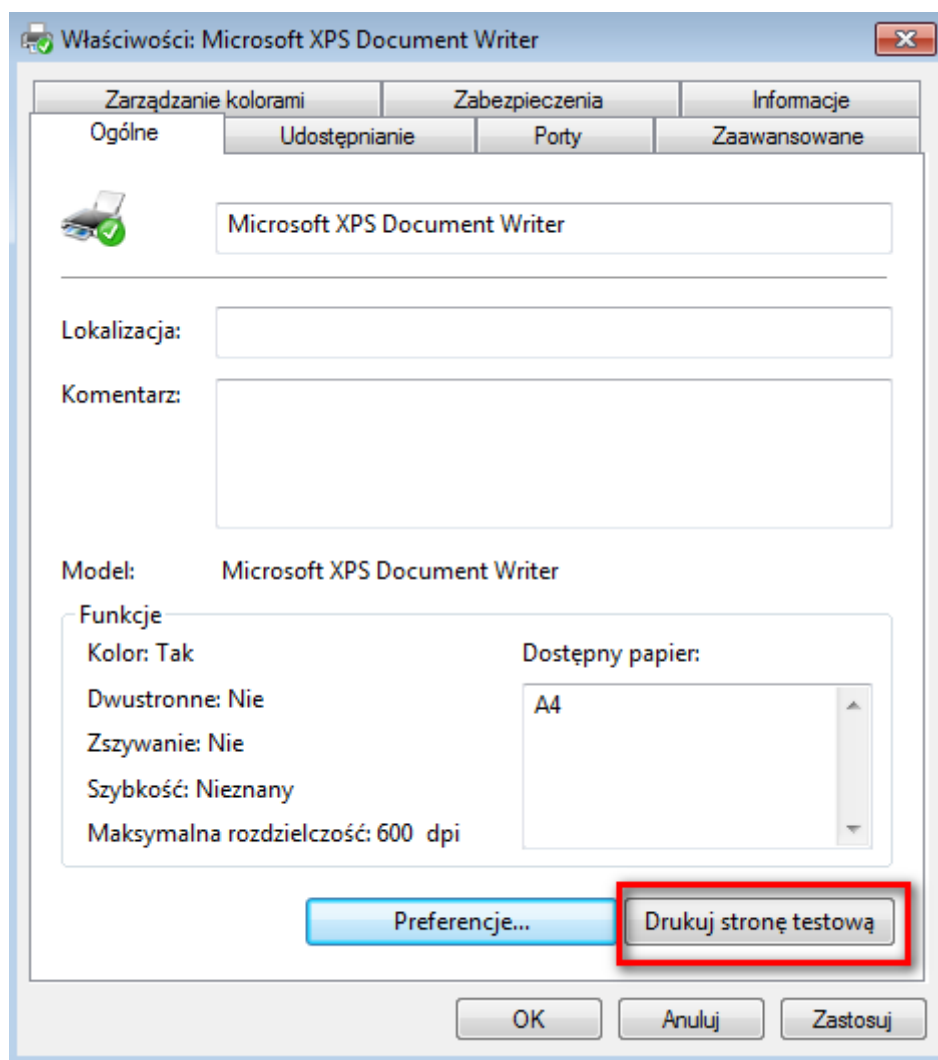 Właściwości: Microsoft XPS Document Writer
Zarządzanie kolorami Zabezpieczenia Informacje
Ogólne Udostępnianie Porty Zaawansowane
Microsoft XPS Document Writer
Lokalizacja:
Komentarz:
Model: Microsoft XPS Document Writer
Funkcje
Kolor: Tak Dostępny papier:
Dwustronne: Nie A4
Zszywanie: Nie
Szybkość: Nieznany
Maksymalna rozdzielczość: 600 dpi
Preferencje... Drukuj stronę testową
OK Anuluj Zastosuj